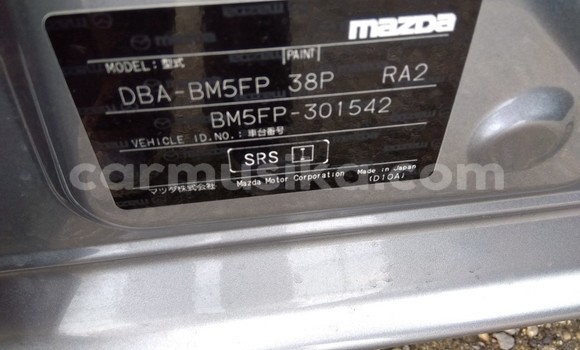 mazda
MODEL: 型式 PAINT
DBA-BM5FP 38P RA2
BM5FP-301542
VEHICLE ID.NO.: 車台番号
SRS I
carmusika.com
マツダ株式会社 Mazda Motor Corporation Made in Japan
(D10A)